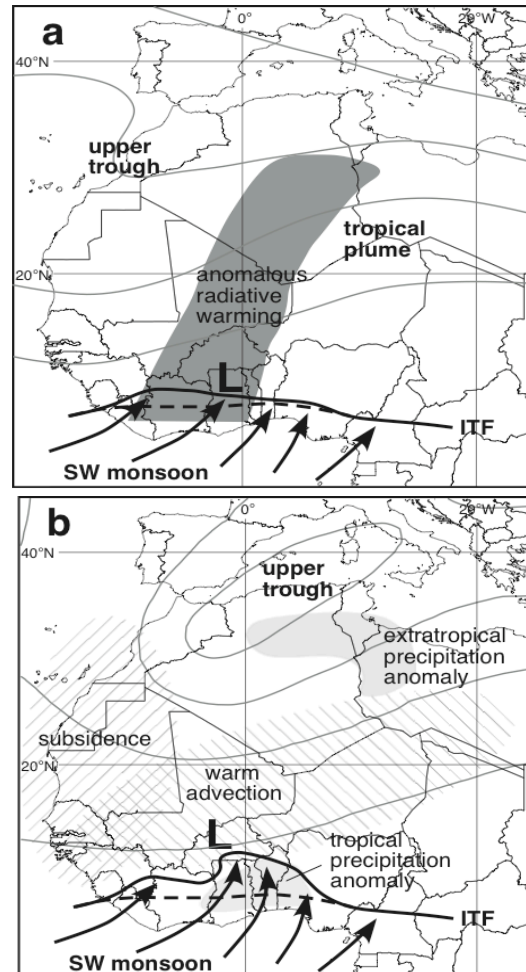 a
0°
20°W
40°N
upper
trough
tropical
plume
20°N
anomalous
radiative
warming
L
ITF
SW monsoon
b
0°
20°W
40°N
upper
trough
extratropical
precipitation
anomaly
subsidence
20°N
warm
advection
L
tropical
precipitation
anomaly
ITF
SW monsoon